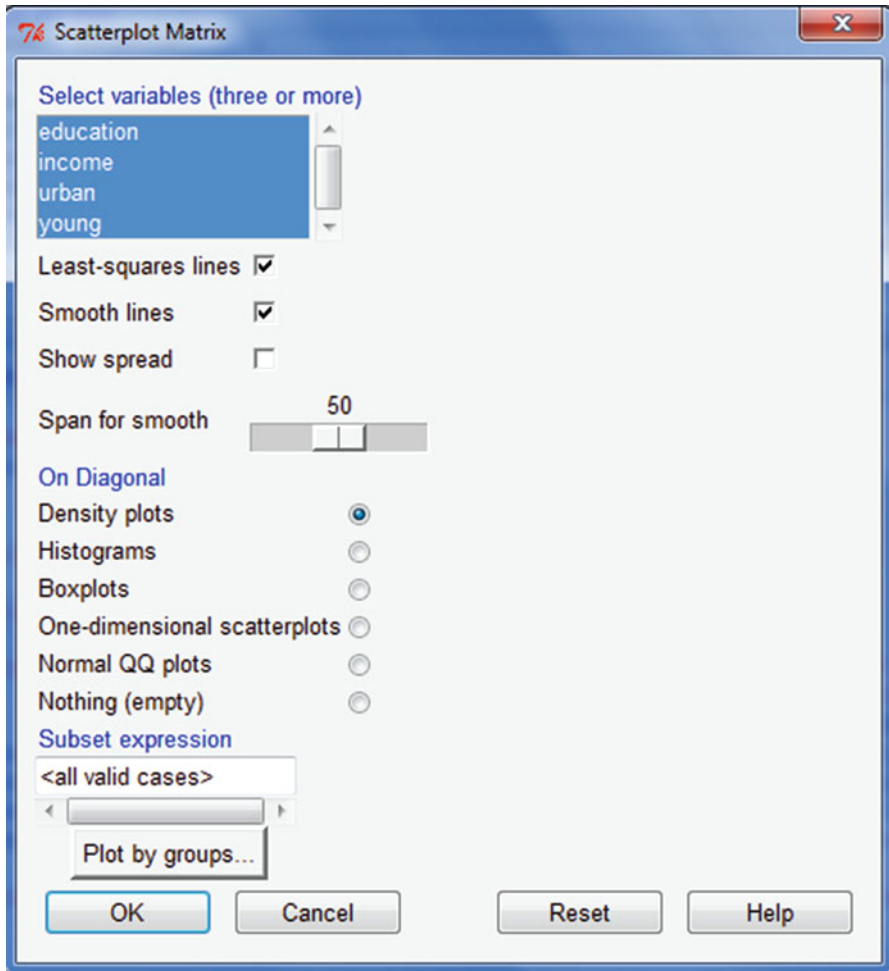 Scatterplot Matrix
Select variables (three or more)
education
income
urban
young
Least-squares lines
Smooth lines
Show spread
50
Span for smooth
On Diagonal
Density plots
Histograms
Boxplots
One-dimensional scatterplots
Normal QQ plots
Nothing (empty)
Subset expression
<all valid cases>
Plot by groups...
OK Cancel Reset Help